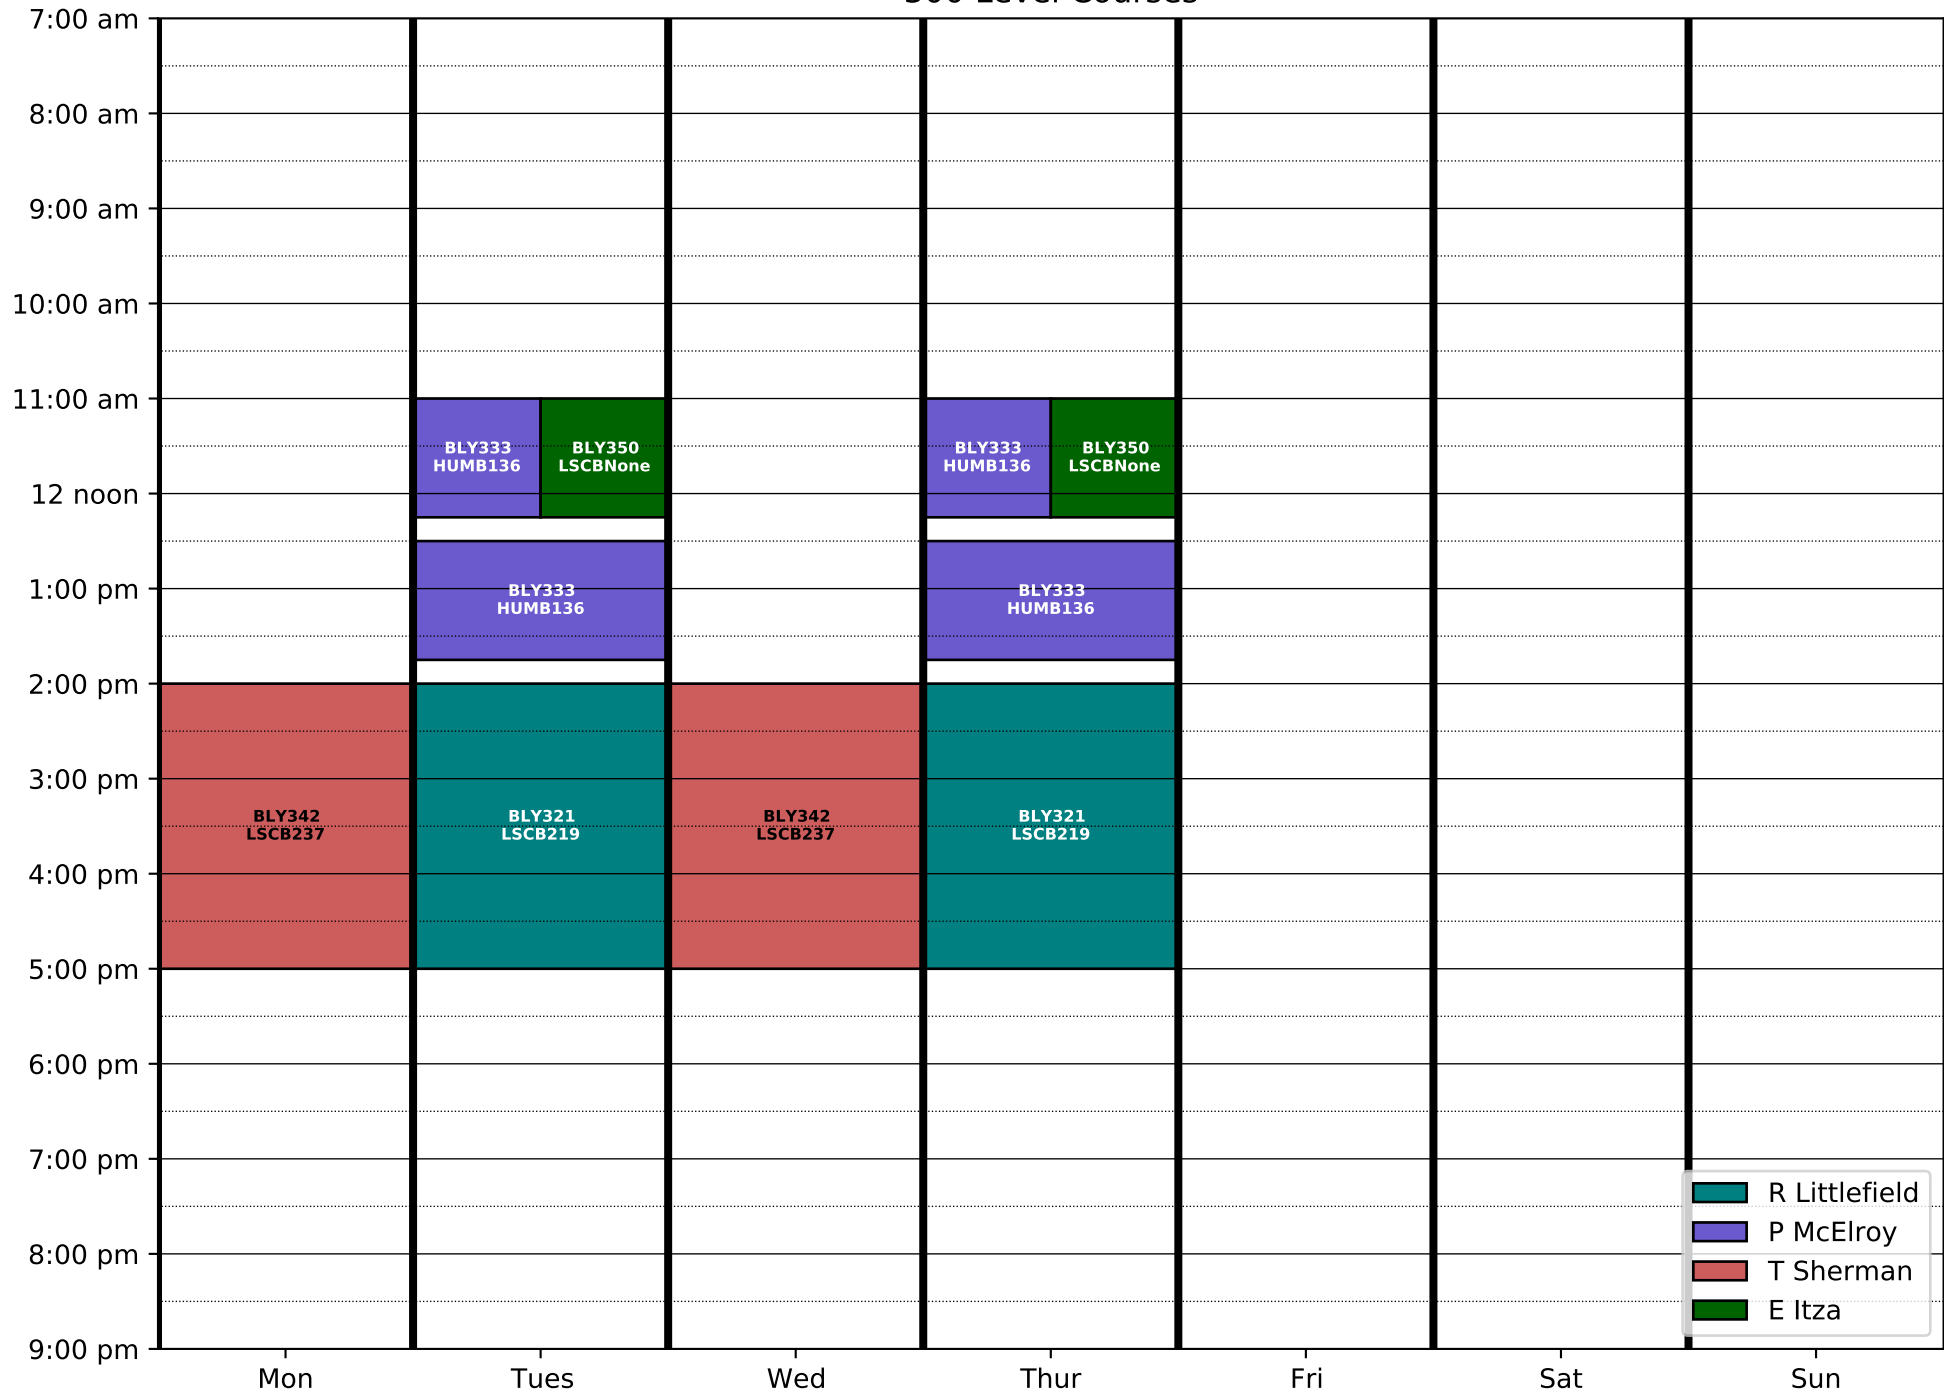 7:00 am
8:00 am
9:00 am
10:00 am
11:00 am
12 noon
1:00 pm
2:00 pm
3:00 pm
4:00 pm
5:00 pm
6:00 pm
7:00 pm
8:00 pm
9:00 pm
BLY333
HUMB136
BLY350
LSCBNone
BLY333
HUMB136
BLY350
LSCBNone
BLY333
HUMB136
BLY333
HUMB136
BLY342
LSCB237
BLY321
LSCB219
BLY342
LSCB237
BLY321
LSCB219
R Littlefield
P McElroy
T Sherman
E Itza
Mon
Tues
Wed
Thur
Fri
Sat
Sun